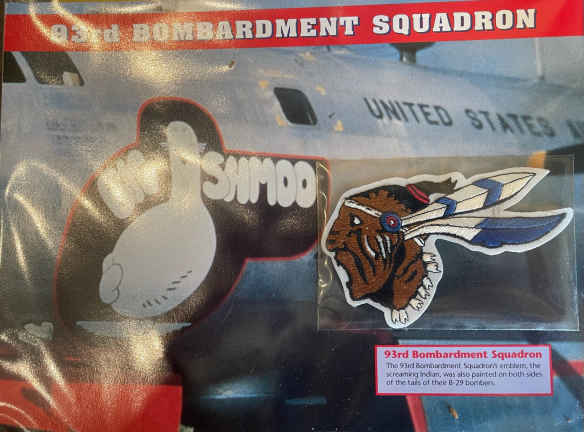 93rd BOMBARDMENT SQUADRON
UNITED STATES A
SHMOO
93rd Bombardment Squadron
The 93rd Bombardment Squadron's emblem, the
screaming Indian, was also painted on both sides
of the tails of their B-29 bombers.